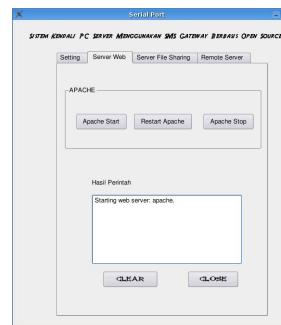 Serial Port
Sistem Kendali PC Server Menggunakan SMS Gateway Berbasis Open Source
Setting Server Web Server File Sharing Remote Server
APACHE
Apache Start Restart Apache Apache Stop
Hasil Perintah
Starting web server: apache.
CLEAR CLOSE